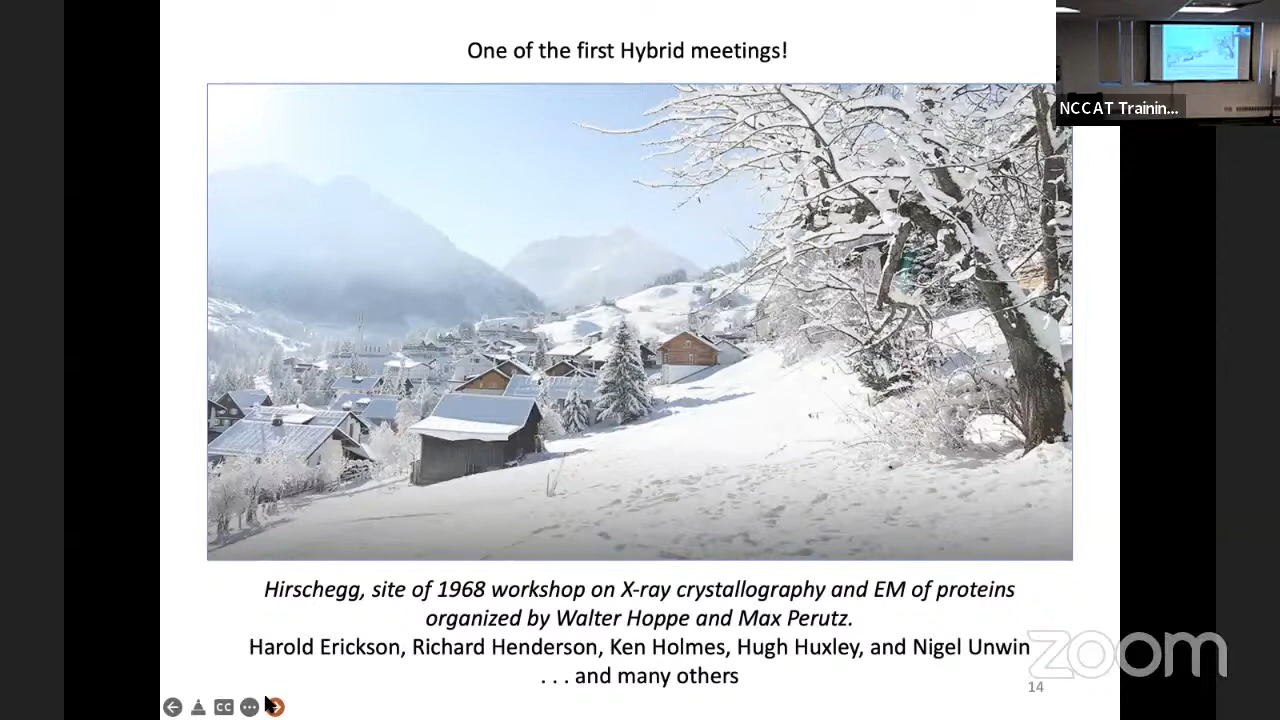 One of the first Hybrid meetings!
NCCAT Trainin...
Hirschegg, site of 1968 workshop on X-ray crystallography and EM of proteins
organized by Walter Hoppe and Max Perutz.
Harold Erickson, Richard Henderson, Ken Holmes, Hugh Huxley, and Nigel Unwin
. . . and many others
zoom
14
CC